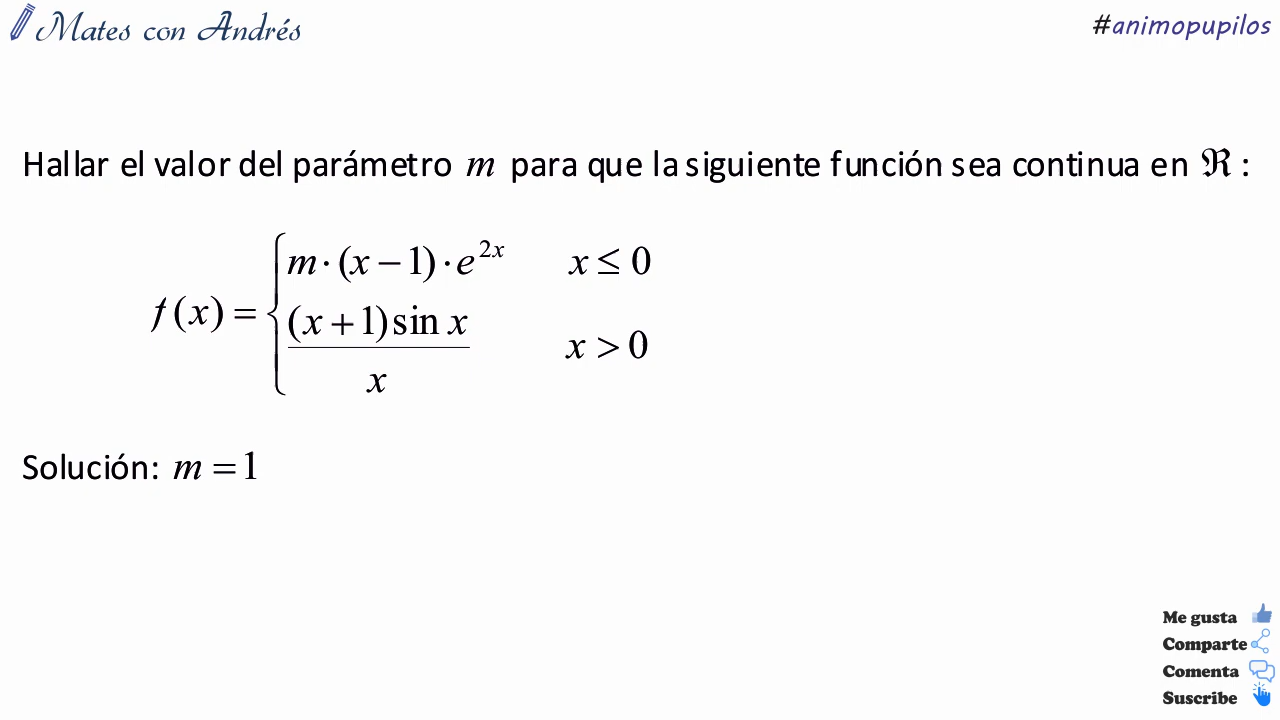 Mates con Andrés
#animopupilos
Hallar el valor del parámetro m para que la siguiente función sea continua en ℜ :
f(x) = { m·(x−1)·e^{2x}   x ≤ 0
(x+1)sin x / x   x > 0
Solución: m = 1
Me gusta
Comparte
Comenta
Suscribe